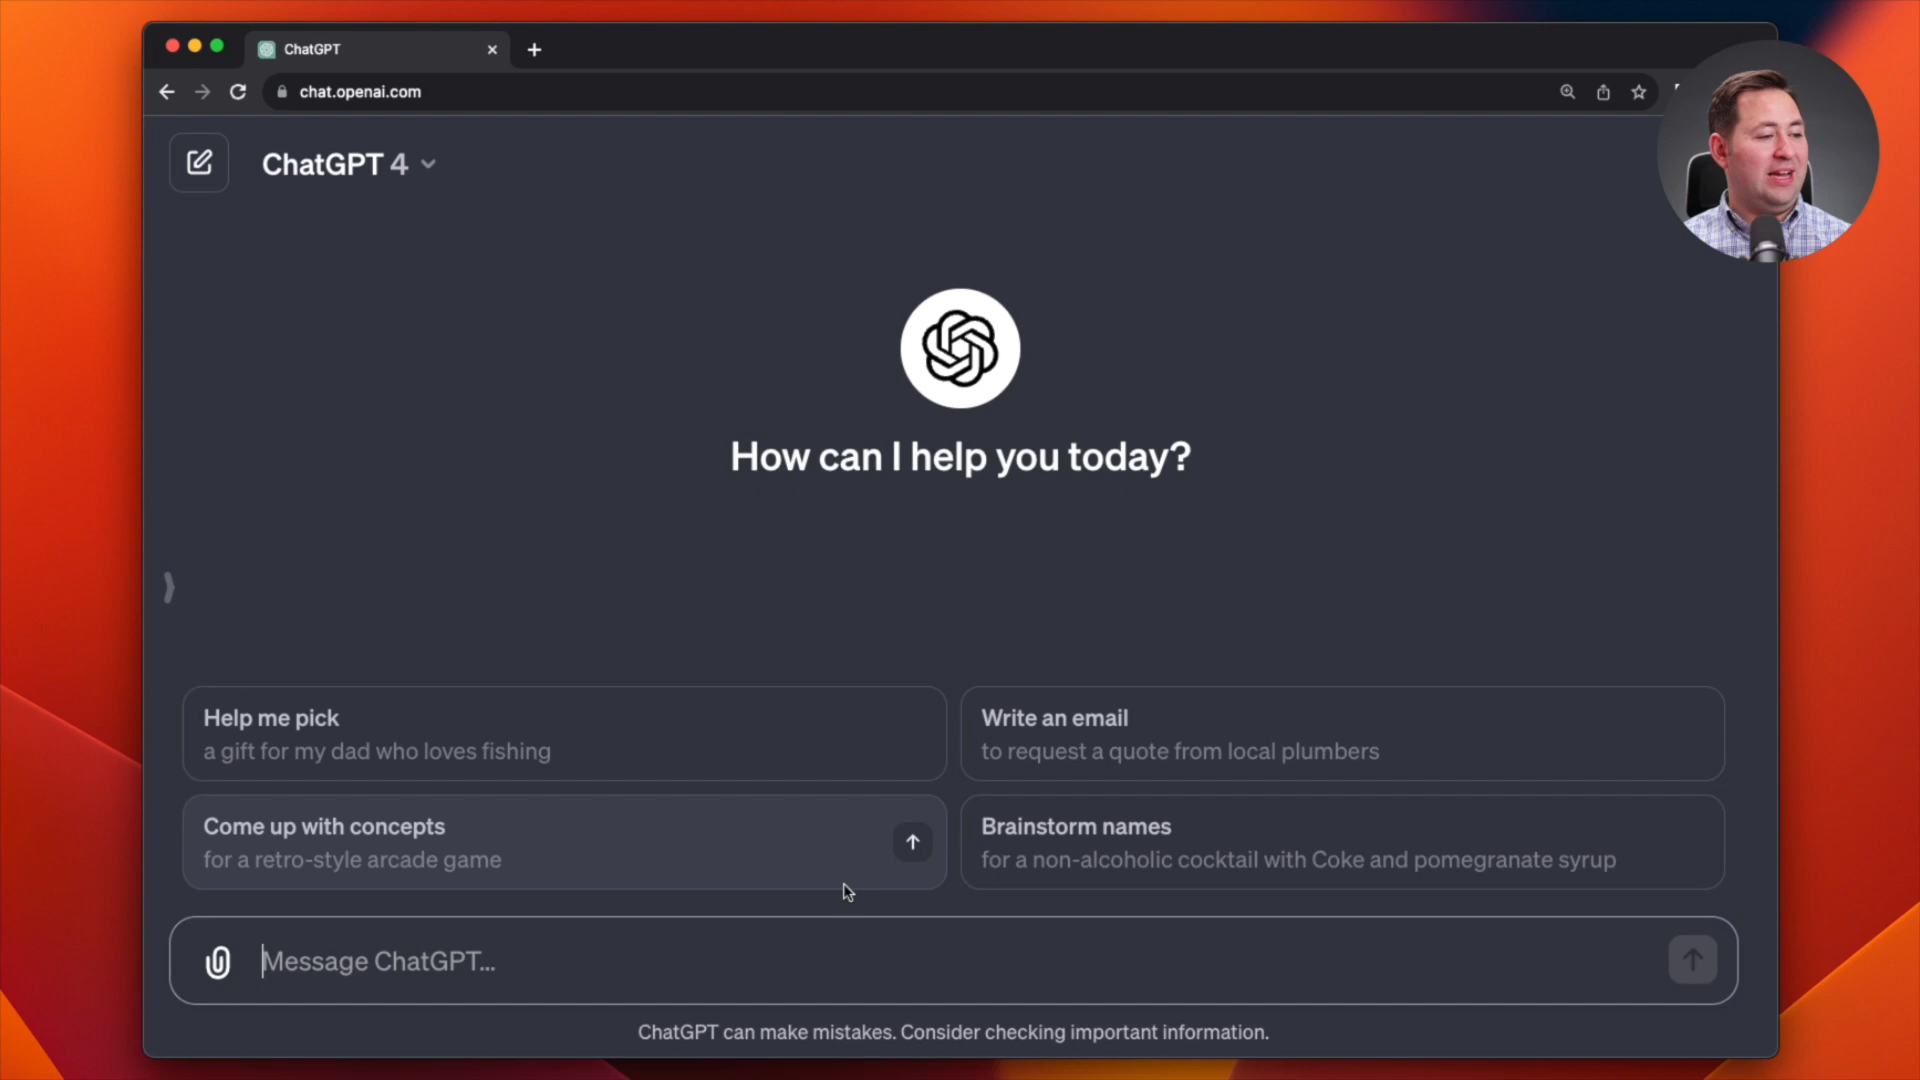 ChatGPT
chat.openai.com
ChatGPT 4
How can I help you today?
Help me pick
a gift for my dad who loves fishing
Write an email
to request a quote from local plumbers
Come up with concepts
for a retro-style arcade game
Brainstorm names
for a non-alcoholic cocktail with Coke and pomegranate syrup
Message ChatGPT...
ChatGPT can make mistakes. Consider checking important information.